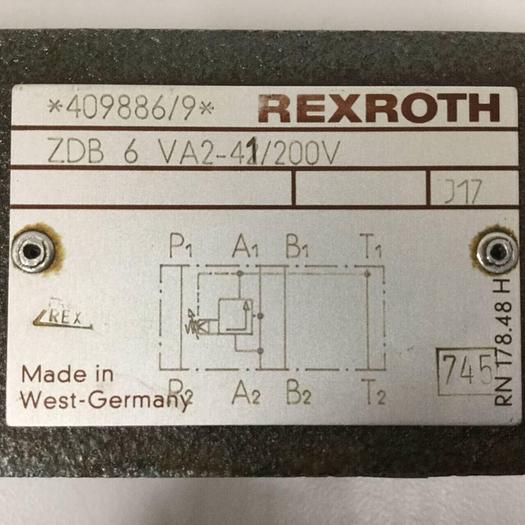 *409886/9* REXROTH
ZDB 6 VA2-41/200V
J17
P1 A1 B1 T1
REX
745
RN 178.48 H
Made in
West-Germany
P2 A2 B2 T2